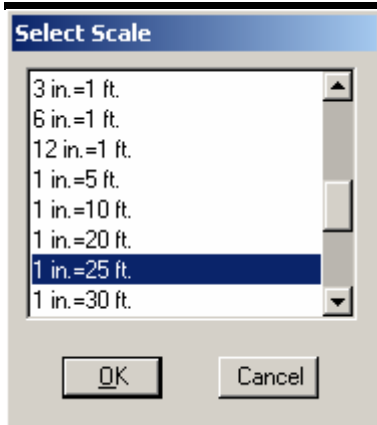 Select Scale
3 in.=1 ft.
6 in.=1 ft.
12 in.=1 ft.
1 in.=5 ft.
1 in.=10 ft.
1 in.=20 ft.
1 in.=25 ft.
1 in.=30 ft.
OK
Cancel